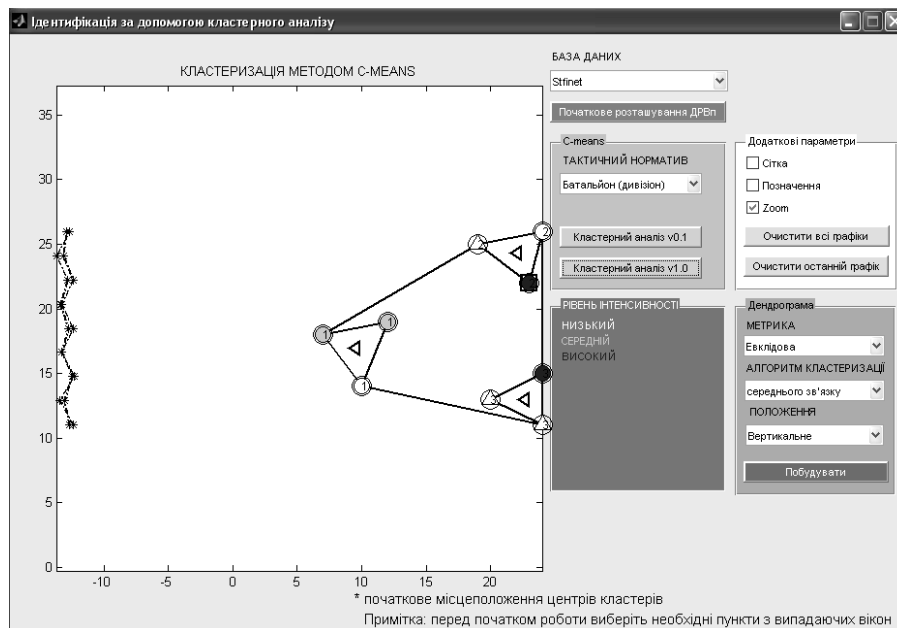 Ідентифікація за допомогою кластерного аналізу
КЛАСТЕРИЗАЦІЯ МЕТОДОМ C-MEANS
35
30
25
20
15
10
5
0
-10
-5
0
5
10
15
20
2
2
1
1
1
3
3
* початкове місцеположення центрів кластерів
Примітка: перед початком роботи виберіть необхідні пункти з випадаючих вікон
БАЗА ДАНИХ
Stfinet
Початкове розташування ДРВп
C-means
ТАКТИЧНИЙ НОРМАТИВ
Батальйон (дивізіон)
Кластерний аналіз v0.1
Кластерний аналіз v1.0
Додаткові параметри
Сітка
Позначення
Zoom
Очистити всі графіки
Очистити останній графік
РІВЕНЬ ІНТЕНСИВНОСТІ
НИЗЬКИЙ
СЕРЕДНІЙ
ВИСОКИЙ
Дендрограма
МЕТРИКА
Евклідова
АЛГОРИТМ КЛАСТЕРИЗАЦІЇ
середнього зв'язку
ПОЛОЖЕННЯ
Вертикальне
Побудувати